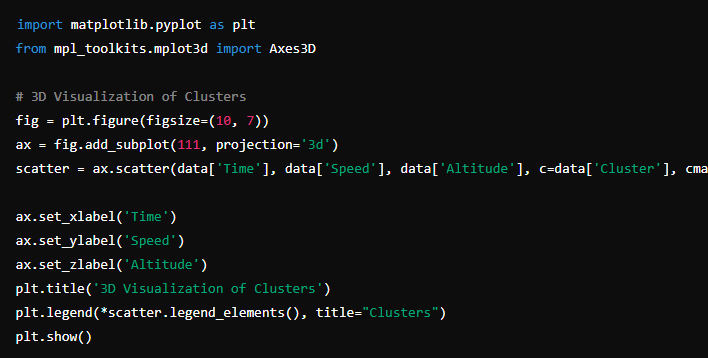 import matplotlib.pyplot as plt
from mpl_toolkits.mplot3d import Axes3D
# 3D Visualization of Clusters
fig = plt.figure(figsize=(10, 7))
ax = fig.add_subplot(111, projection='3d')
scatter = ax.scatter(data['Time'], data['Speed'], data['Altitude'], c=data['Cluster'], cma
ax.set_xlabel('Time')
ax.set_ylabel('Speed')
ax.set_zlabel('Altitude')
plt.title('3D Visualization of Clusters')
plt.legend(*scatter.legend_elements(), title="Clusters")
plt.show()